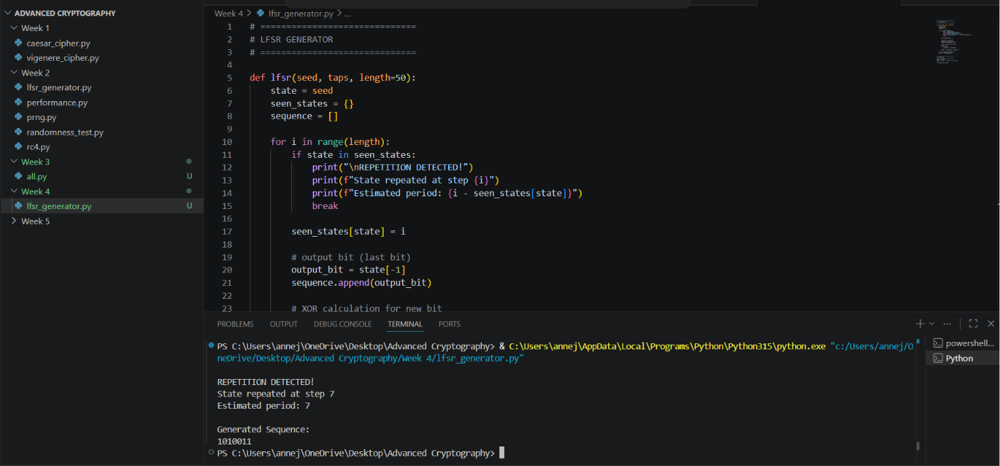 ADVANCED CRYPTOGRAPHY
Week 1
caesar_cipher.py
vigenere_cipher.py
Week 2
lfsr_generator.py
performance.py
prng.py
randomness_test.py
rc4.py
Week 3
all.py U
Week 4
lfsr_generator.py U
Week 5
Week 4 > lfsr_generator.py > ...
1 # ==============================
2 # LFSR GENERATOR
3 # ==============================
4
5 def lfsr(seed, taps, length=50):
6 state = seed
7 seen_states = {}
8 sequence = []
9
10 for i in range(length):
11 if state in seen_states:
12 print("\nREPETITION DETECTED!")
13 print(f"State repeated at step {i}")
14 print(f"Estimated period: {i - seen_states[state]}")
15 break
16
17 seen_states[state] = i
18
19 # output bit (last bit)
20 output_bit = state[-1]
21 sequence.append(output_bit)
22
23 # XOR calculation for new bit
PROBLEMS OUTPUT DEBUG CONSOLE TERMINAL PORTS
PS C:\Users\annej\OneDrive\Desktop\Advanced Cryptography> & C:\Users\annej\AppData\Local\Programs\Python\Python315\python.exe "c:/Users/annej/O
neDrive/Desktop/Advanced Cryptography/Week 4/lfsr_generator.py"
REPETITION DETECTED!
State repeated at step 7
Estimated period: 7
Generated Sequence:
1010011
PS C:\Users\annej\OneDrive\Desktop\Advanced Cryptography>
powershell...
Python